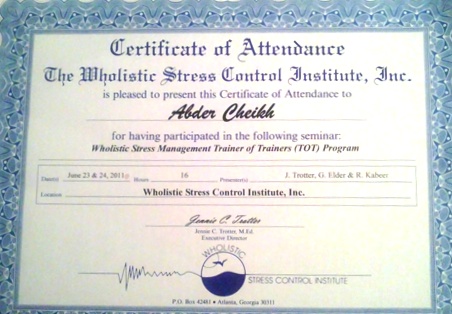 Certificate of Attendance
The Wholistic Stress Control Institute, Inc.
is pleased to present this Certificate of Attendance to
Abder Cheikh
for having participated in the following seminar:
Wholistic Stress Management Trainer of Trainers (TOT) Program
Date(s) June 23 & 24, 2011 Hours 16 Presenter(s) J. Trotter, G. Elder & R. Kabeer
Location Wholistic Stress Control Institute, Inc.
Jennie C. Trotter
Jennie C. Trotter, M.Ed.
Executive Director
WHOLISTIC
STRESS CONTROL INSTITUTE
P.O. Box 42481 • Atlanta, Georgia 30311